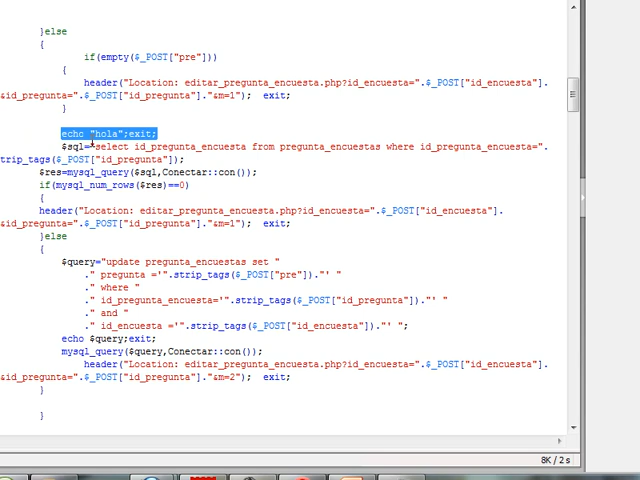 }else
{
if(empty($_POST["pre"]))
{
header("Location: editar_pregunta_encuesta.php?id_encuesta=".$_POST["id_encuesta"].
&id_pregunta=".$_POST["id_pregunta"]."&m=1");  exit;
}
echo "hola";exit;
$sql="select id_pregunta_encuesta from pregunta_encuestas where id_pregunta_encuesta=".
trip_tags($_POST["id_pregunta"]);
$res=mysql_query($sql,Conectar::con());
if(mysql_num_rows($res)==0)
{
header("Location: editar_pregunta_encuesta.php?id_encuesta=".$_POST["id_encuesta"].
&id_pregunta=".$_POST["id_pregunta"]."&m=1");  exit;
}else
{
$query="update pregunta_encuestas set "
." pregunta ='".strip_tags($_POST["pre"])."' "
." where "
." id_pregunta_encuesta='".strip_tags($_POST["id_pregunta"])."' "
." and "
." id_encuesta ='".strip_tags($_POST["id_encuesta"])."' ";
echo $query;exit;
mysql_query($query,Conectar::con());
header("Location: editar_pregunta_encuesta.php?id_encuesta=".$_POST["id_encuesta"].
&id_pregunta=".$_POST["id_pregunta"]."&m=2");  exit;
}
}
8K / 2 s